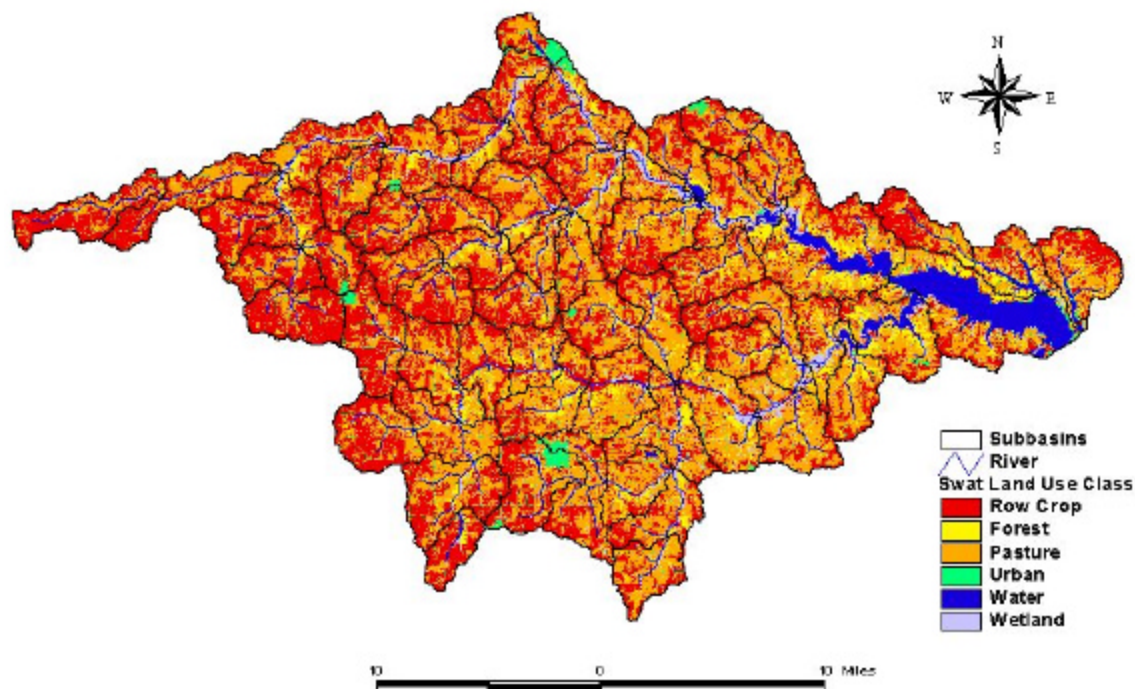 N
W E
S
Subbasins
River
Swat Land Use Class
Row Crop
Forest
Pasture
Urban
Water
Wetland
10 0 10 Miles